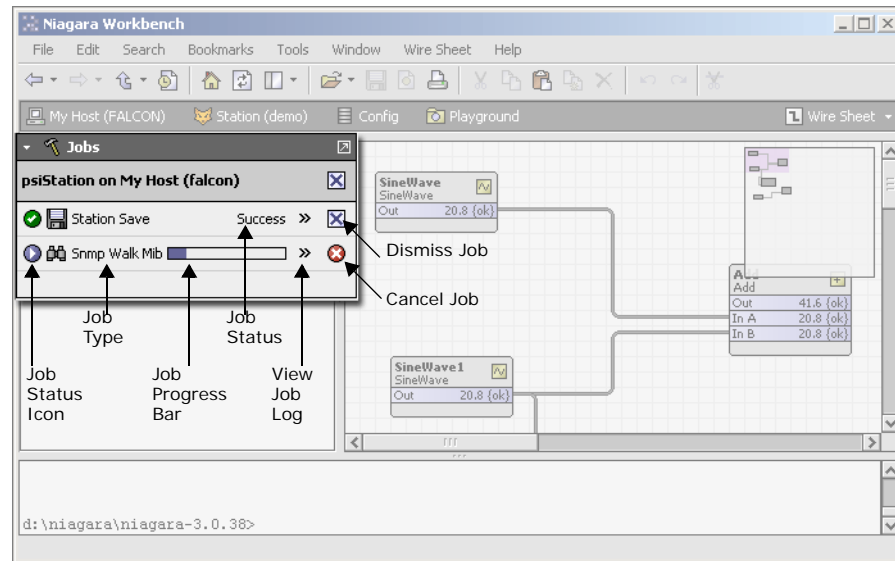 Niagara Workbench
File Edit Search Bookmarks Tools Window Wire Sheet Help
My Host (FALCON) Station (demo) Config Playground Wire Sheet
Jobs
psiStation on My Host (falcon)
Station Save Success »
Snmp Walk Mib »
Dismiss Job
Cancel Job
Job
Type
Job
Status
Job
Status
Icon
Job
Progress
Bar
View
Job
Log
SineWave
SineWave
Out 20.8 {ok}
Add
Add
Out 41.6 {ok}
In A 20.8 {ok}
In B 20.8 {ok}
SineWave1
SineWave
Out 20.8 {ok}
d:\niagara\niagara-3.0.38>